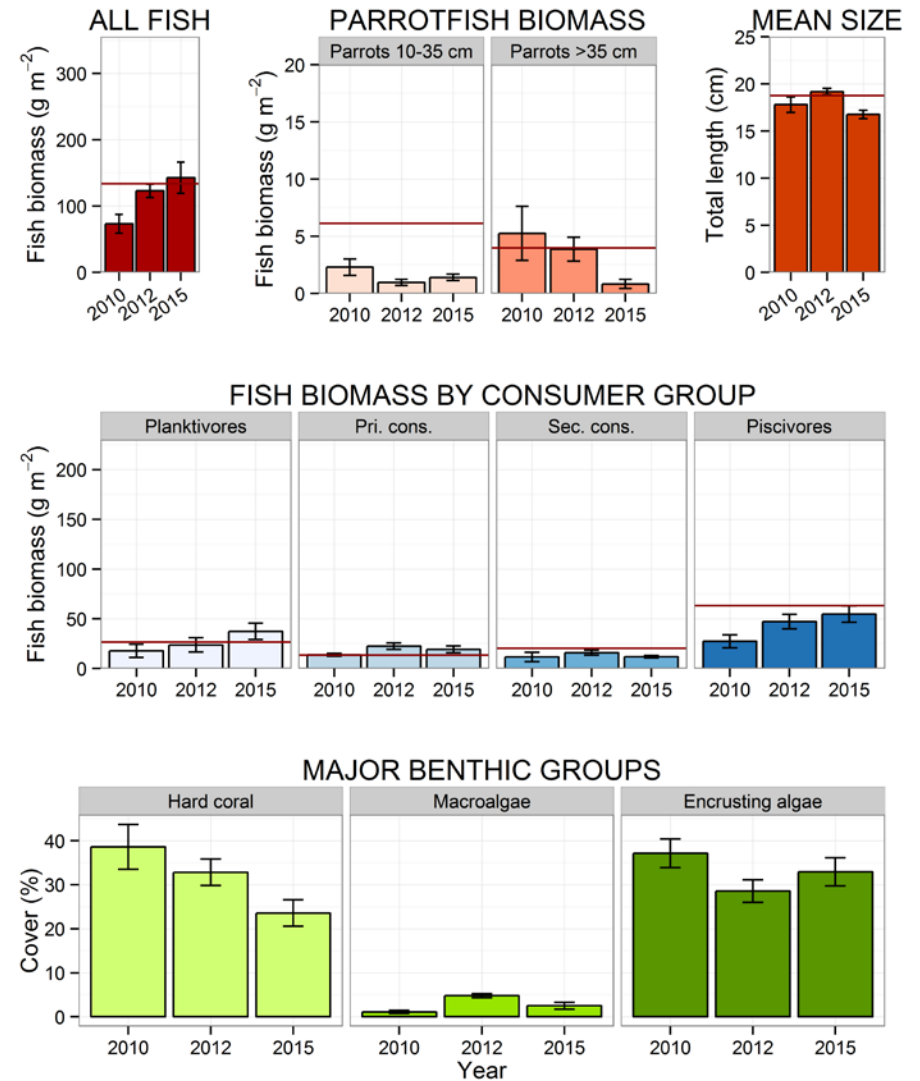 ALL FISH
Fish biomass (g m⁻²)
300
200
100
0
2010
2012
2015
PARROTFISH BIOMASS
Parrots 10-35 cm
Parrots >35 cm
Fish biomass (g m⁻²)
20
15
10
5
0
2010
2012
2015
2010
2012
2015
MEAN SIZE
Total length (cm)
25
20
15
10
5
0
2010
2012
2015
FISH BIOMASS BY CONSUMER GROUP
Planktivores
Pri. cons.
Sec. cons.
Piscivores
Fish biomass (g m⁻²)
200
150
100
50
0
2010
2012
2015
2010
2012
2015
2010
2012
2015
2010
2012
2015
MAJOR BENTHIC GROUPS
Hard coral
Macroalgae
Encrusting algae
Cover (%)
40
30
20
10
0
2010
2012
2015
2010
2012
2015
2010
2012
2015
Year